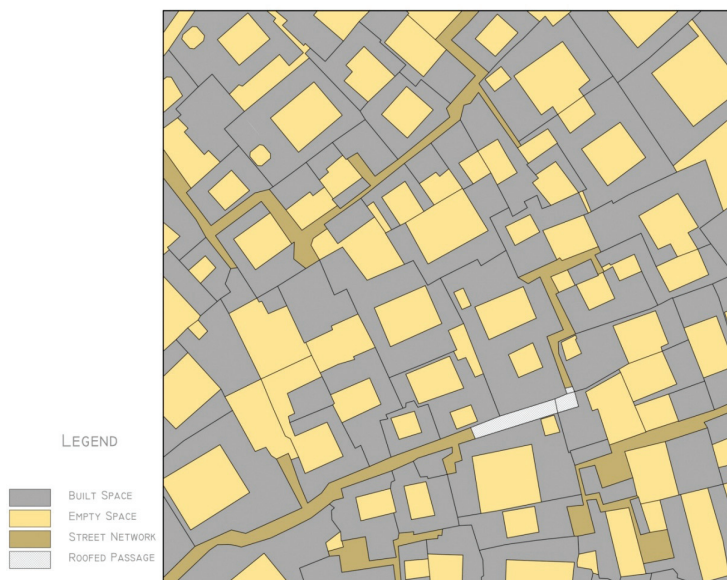 LEGEND
BUILT SPACE
EMPTY SPACE
STREET NETWORK
ROOFED PASSAGE